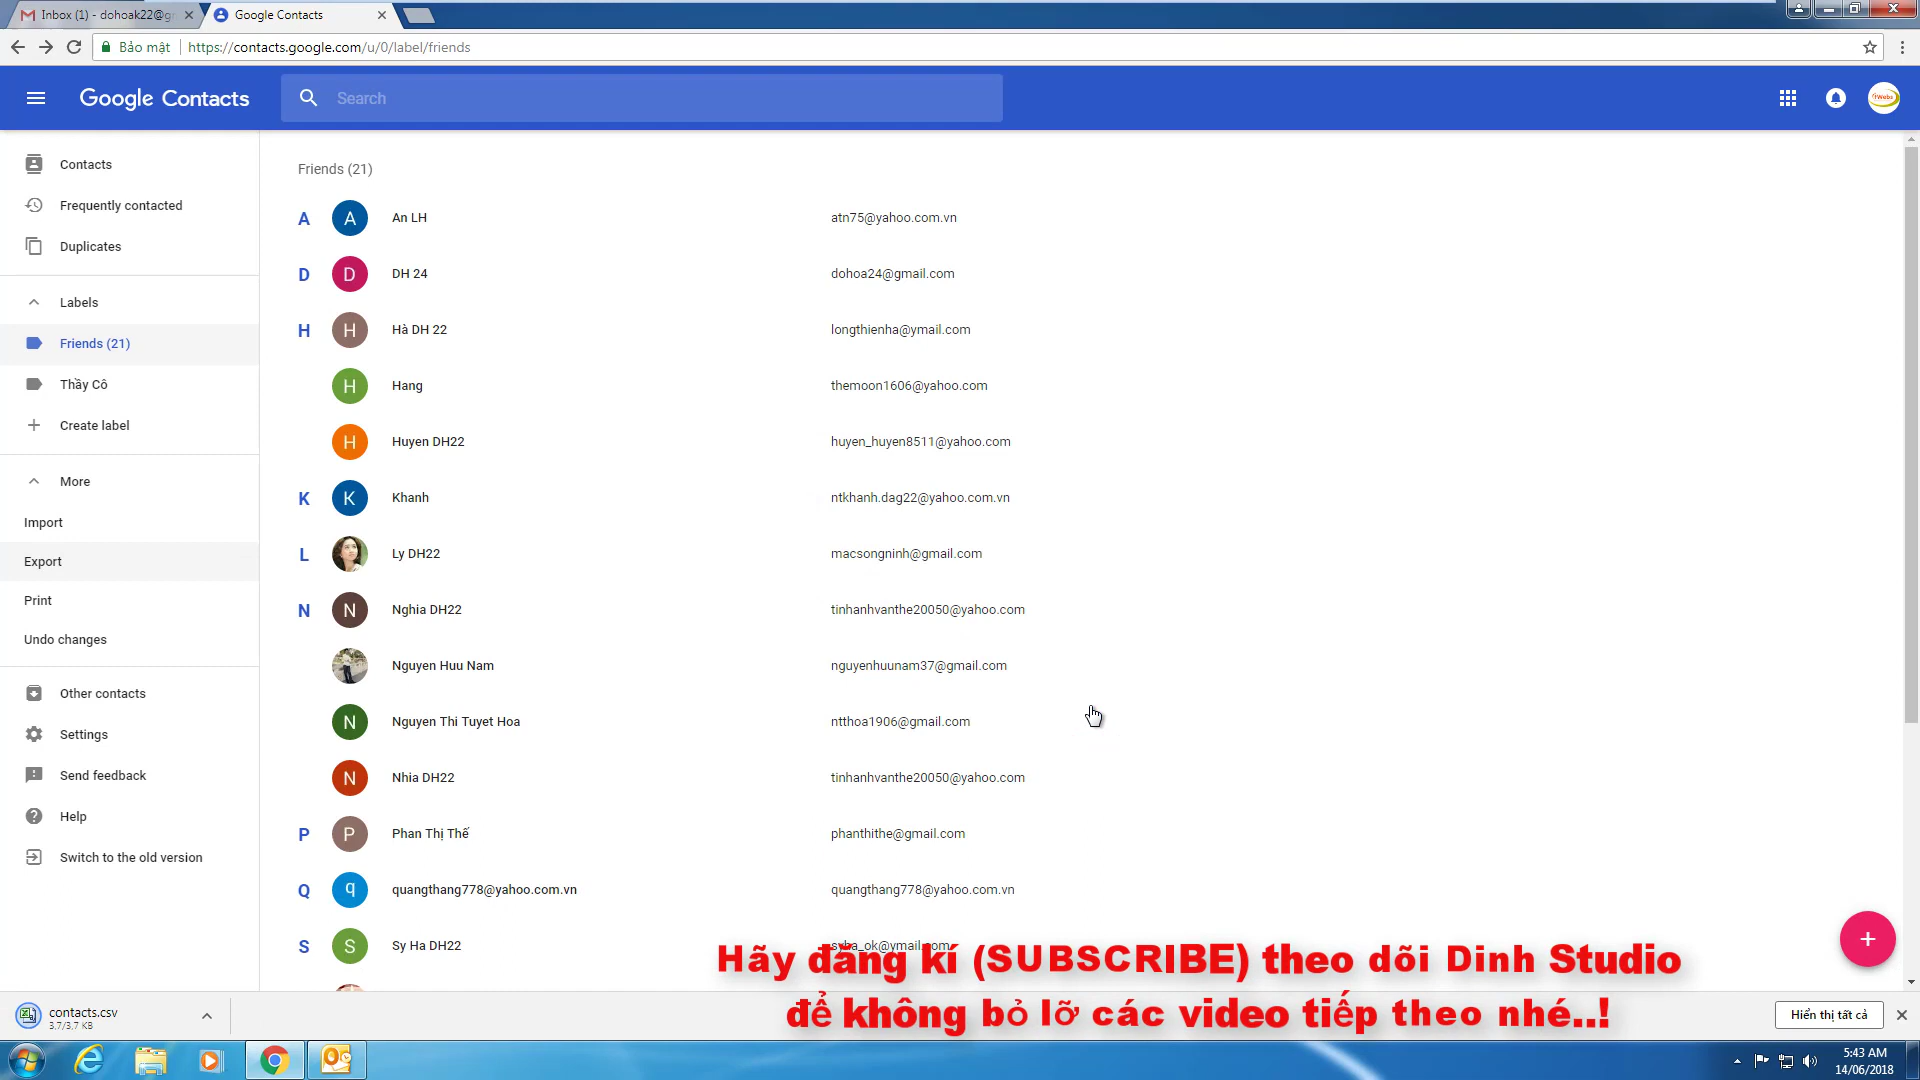 Inbox (1) - dohoak22@gr
Google Contacts
Bảo mật
https://contacts.google.com/u/0/label/friends
Google Contacts
Search
iWebs
Contacts
Frequently contacted
Duplicates
Labels
Friends (21)
Thầy Cô
Create label
More
Import
Export
Print
Undo changes
Other contacts
Settings
Send feedback
Help
Switch to the old version
Friends (21)
A A An LH atn75@yahoo.com.vn
D D DH 24 dohoa24@gmail.com
H H Hà DH 22 longthienha@ymail.com
H Hang themoon1606@yahoo.com
H Huyen DH22 huyen_huyen8511@yahoo.com
K K Khanh ntkhanh.dag22@yahoo.com.vn
L Ly DH22 macsongninh@gmail.com
N N Nghia DH22 tinhanhvanthe20050@yahoo.com
Nguyen Huu Nam nguyenhuunam37@gmail.com
N Nguyen Thi Tuyet Hoa ntthoa1906@gmail.com
N Nhia DH22 tinhanhvanthe20050@yahoo.com
P P Phan Thị Thế phanthithe@gmail.com
Q q quangthang778@yahoo.com.vn quangthang778@yahoo.com.vn
S S Sy Ha DH22 syha_ok@ymail.com
Hãy đăng kí (SUBSCRIBE) theo dõi Dinh Studio
để không bỏ lỡ các video tiếp theo nhé..!
contacts.csv
3,7/3,7 KB
Hiển thị tất cả
5:43 AM
14/06/2018